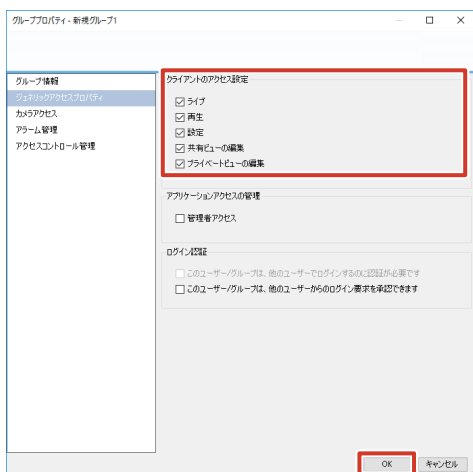 グループプロパティ - 新規グループ1
グループ情報
ジェネリックアクセスプロパティ
カメラアクセス
アラーム管理
アクセスコントロール管理
クライアントのアクセス設定
ライブ
再生
設定
共有ビューの編集
プライベートビューの編集
アプリケーションアクセスの管理
管理者アクセス
ログイン認証
このユーザー/グループは、他のユーザーでログインするのに認証が必要です
このユーザー/グループは、他のユーザーからのログイン要求を承認できます
OK
キャンセル